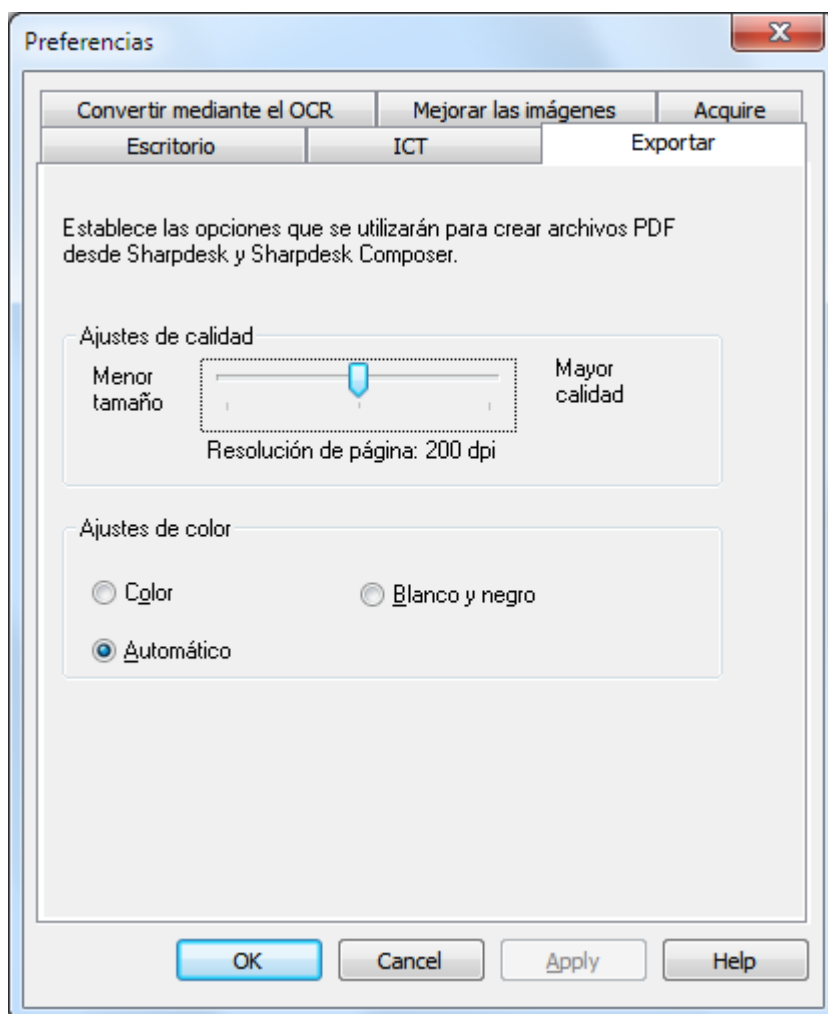 Preferencias
Convertir mediante el OCR
Mejorar las imágenes
Acquire
Escritorio
ICT
Exportar
Establece las opciones que se utilizarán para crear archivos PDF
desde Sharpdesk y Sharpdesk Composer.
Ajustes de calidad
Menor
tamaño
Mayor
calidad
Resolución de página: 200 dpi
Ajustes de color
Color
Blanco y negro
Automático
OK
Cancel
Apply
Help